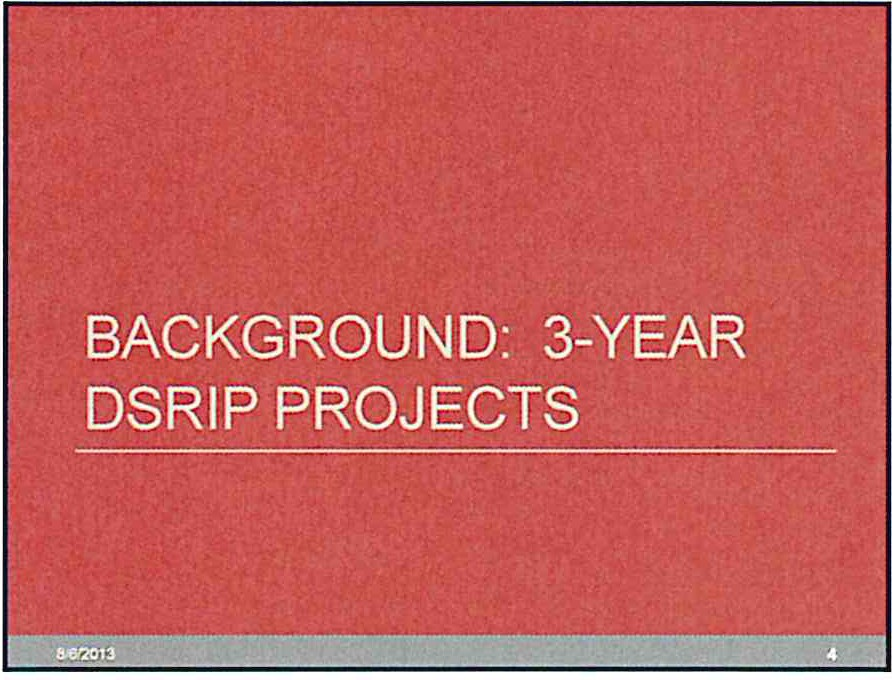 BACKGROUND:  3-YEAR
DSRIP PROJECTS
8/6/2013
4